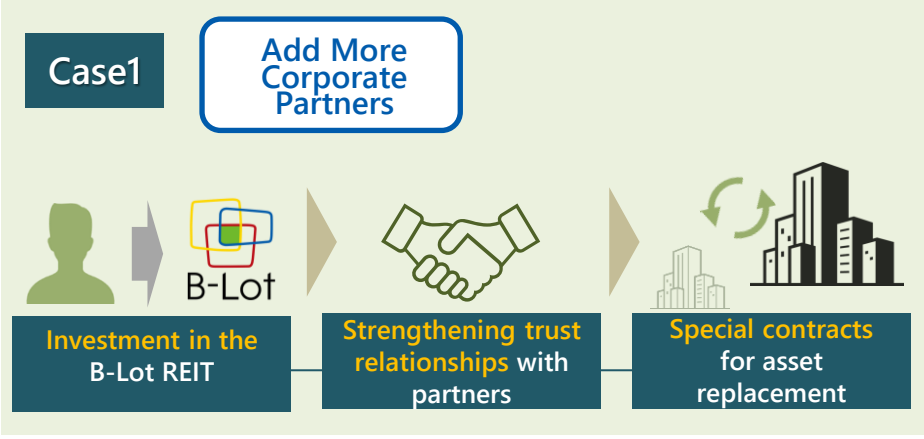 Case1
Add More
Corporate
Partners
B-Lot
Investment in the
B-Lot REIT
Strengthening trust
relationships with
partners
Special contracts
for asset
replacement